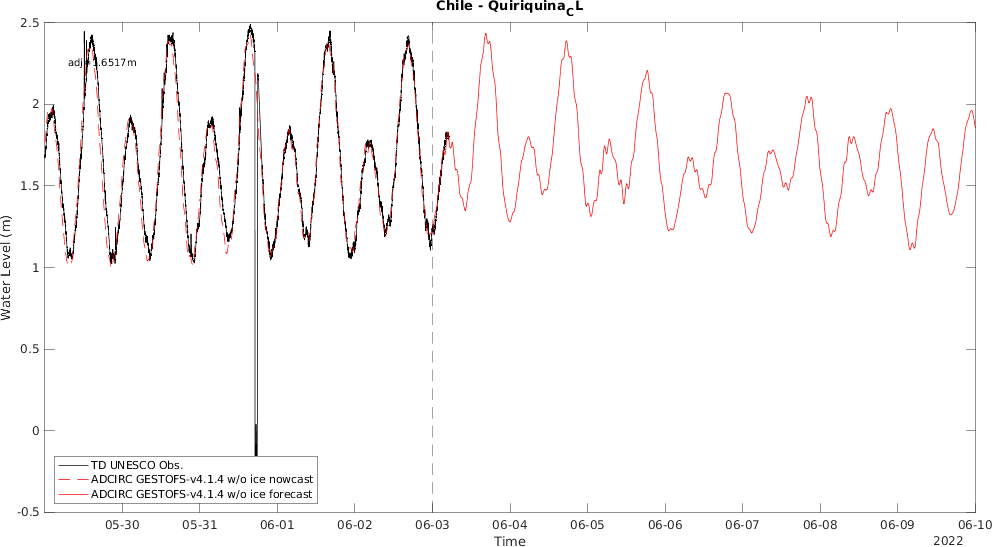 Chile - Quiriquina_CL
2.5
adj=1.6517m
2
1.5
1
0.5
0
-0.5
Water Level (m)
TD UNESCO Obs.
ADCIRC GESTOFS-v4.1.4 w/o ice nowcast
ADCIRC GESTOFS-v4.1.4 w/o ice forecast
05-30 05-31 06-01 06-02 06-03 06-04 06-05 06-06 06-07 06-08 06-09 06-10
Time
2022